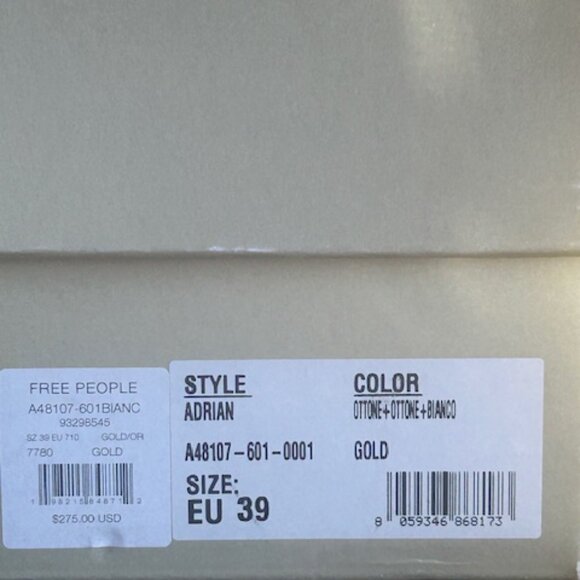 FREE PEOPLE
A48107-601BIANC
93298545
SZ 39 EU 710 GOLD/OR
7780 GOLD
$275.00 USD
STYLE COLOR
ADRIAN OTTONE+OTTONE+BIANCO
A48107-601-0001 GOLD
SIZE:
EU 39
8 059346 868173